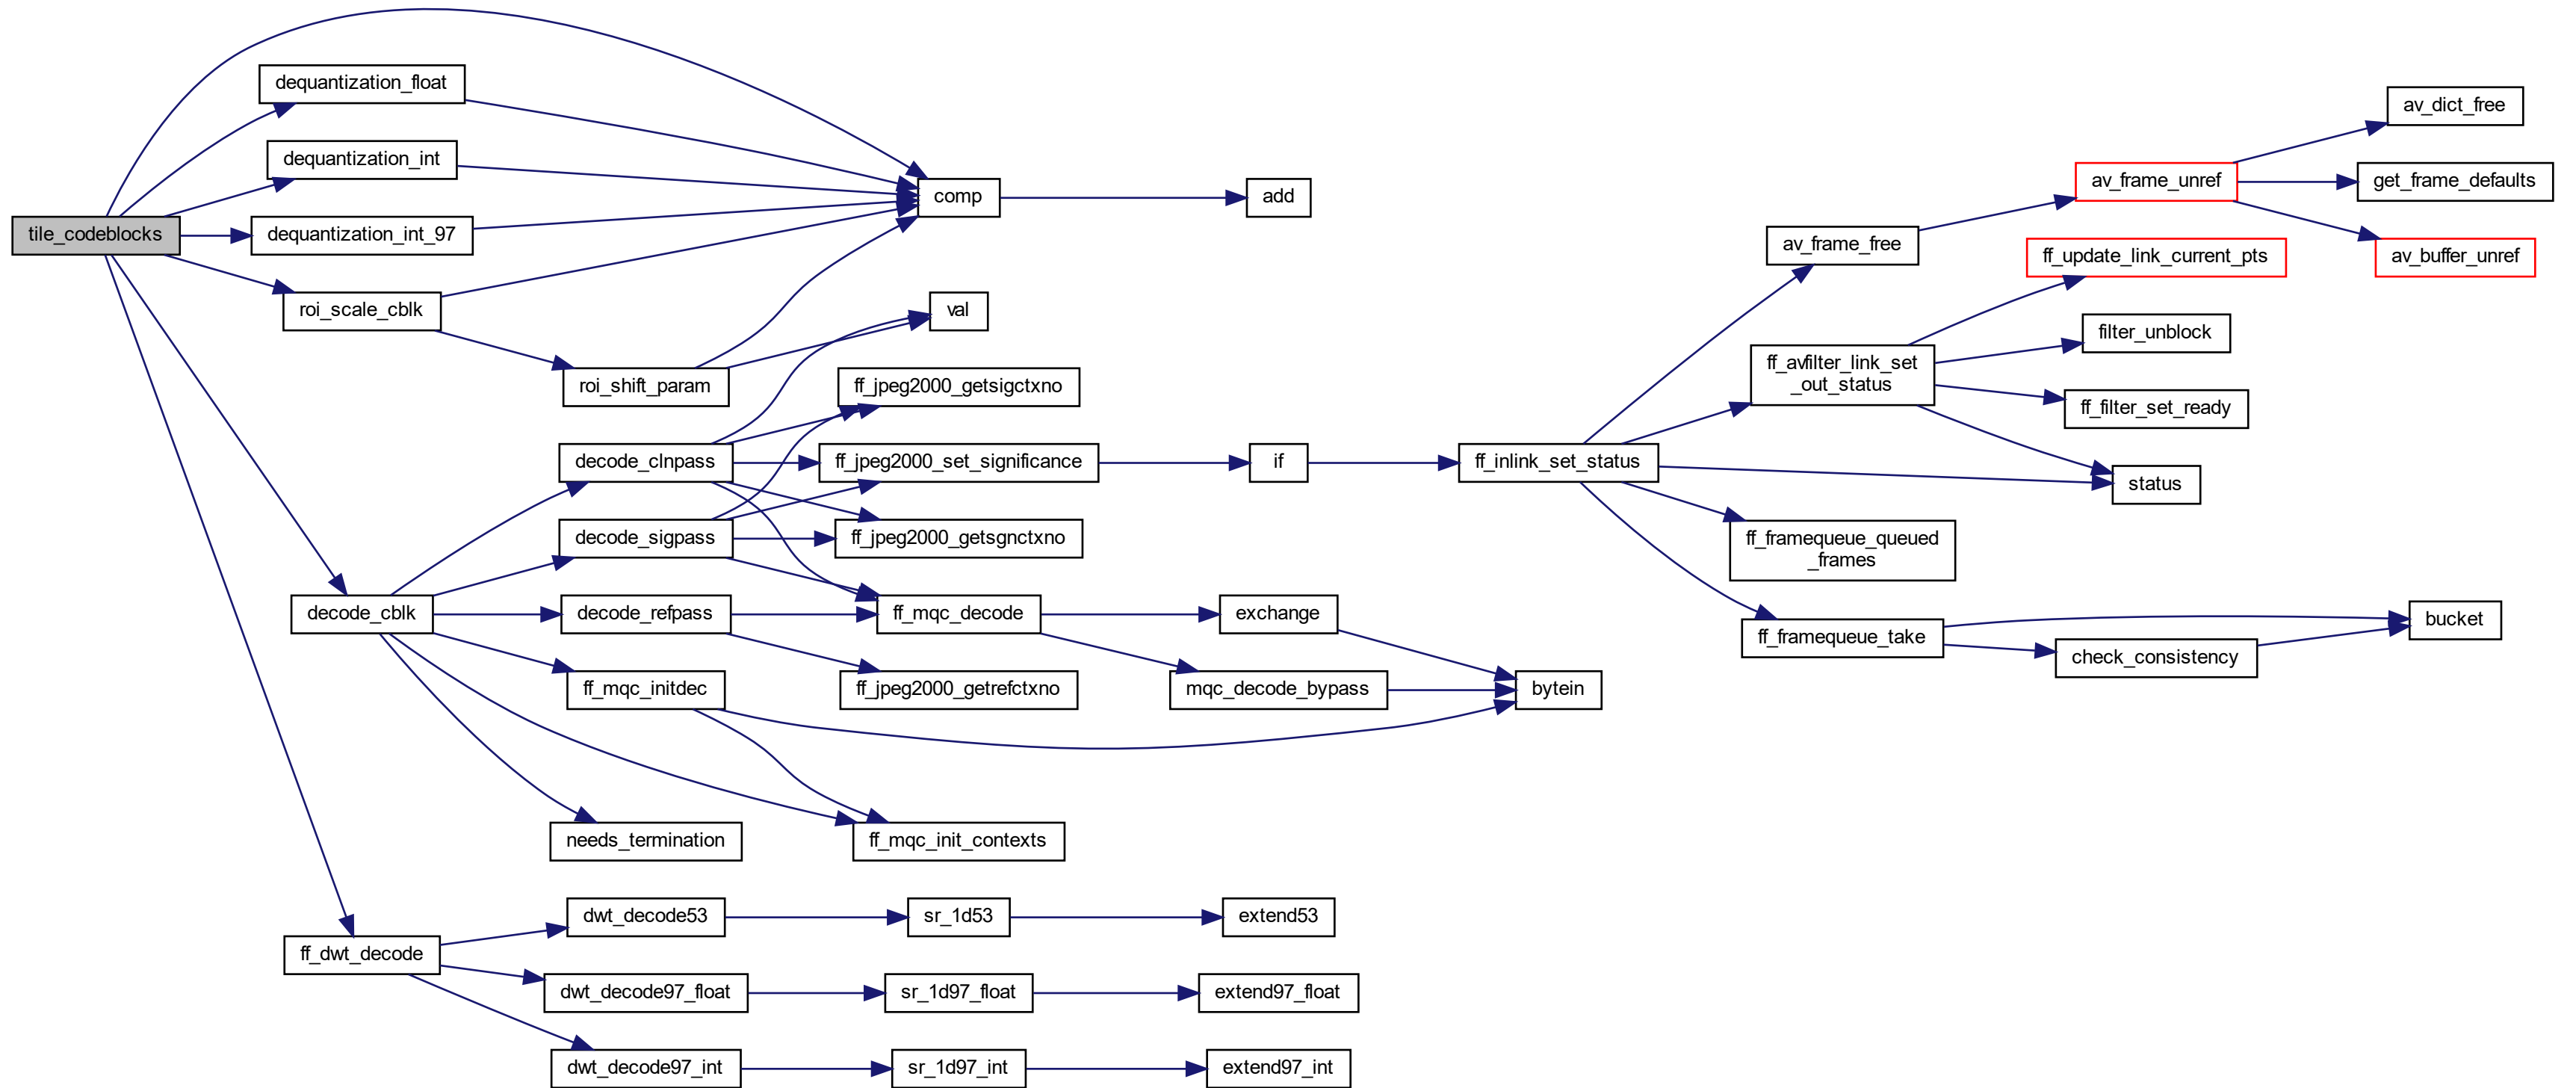 tile_codeblocks
dequantization_float
dequantization_int
dequantization_int_97
roi_scale_cblk
decode_cblk
ff_dwt_decode
roi_shift_param
decode_clnpass
decode_sigpass
decode_refpass
ff_mqc_initdec
needs_termination
dwt_decode53
dwt_decode97_float
dwt_decode97_int
comp
val
ff_jpeg2000_getsigctxno
ff_jpeg2000_set_significance
ff_jpeg2000_getsgnctxno
ff_mqc_decode
ff_jpeg2000_getrefctxno
ff_mqc_init_contexts
sr_1d53
sr_1d97_float
sr_1d97_int
add
if
exchange
mqc_decode_bypass
extend53
extend97_float
extend97_int
ff_inlink_set_status
bytein
av_frame_free
ff_avfilter_link_set
_out_status
ff_framequeue_queued
_frames
ff_framequeue_take
av_frame_unref
ff_update_link_current_pts
filter_unblock
ff_filter_set_ready
status
check_consistency
av_dict_free
get_frame_defaults
av_buffer_unref
bucket